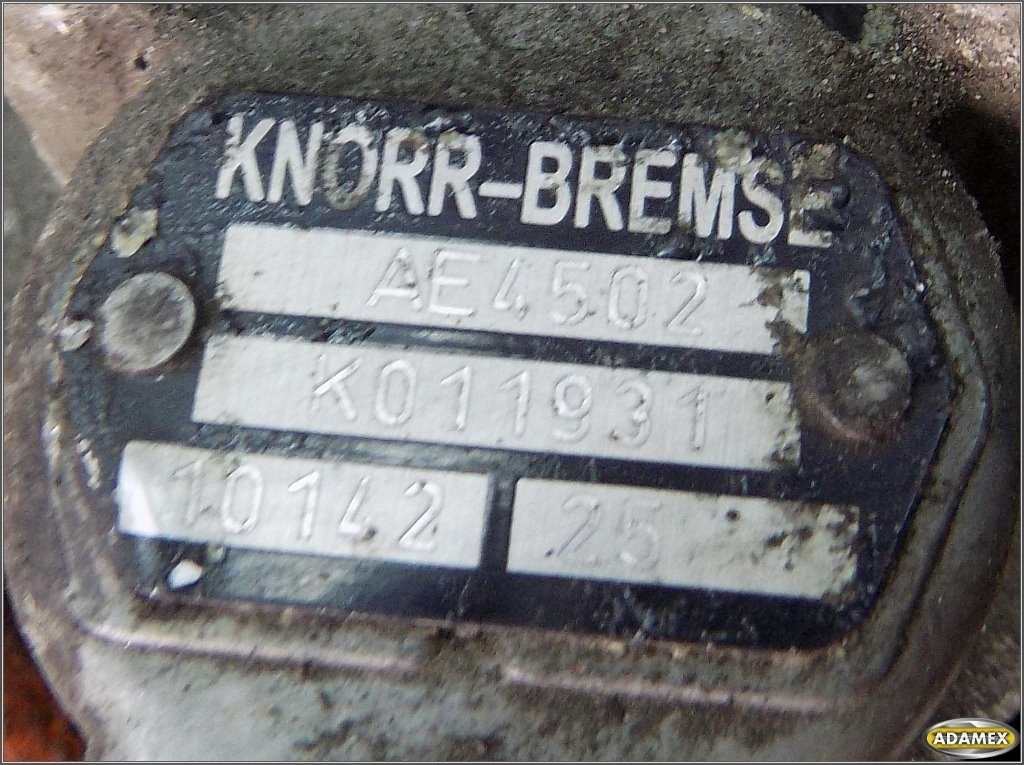 KNORR-BREMSE
AE4502
K011931
10142 25
ADAMEX